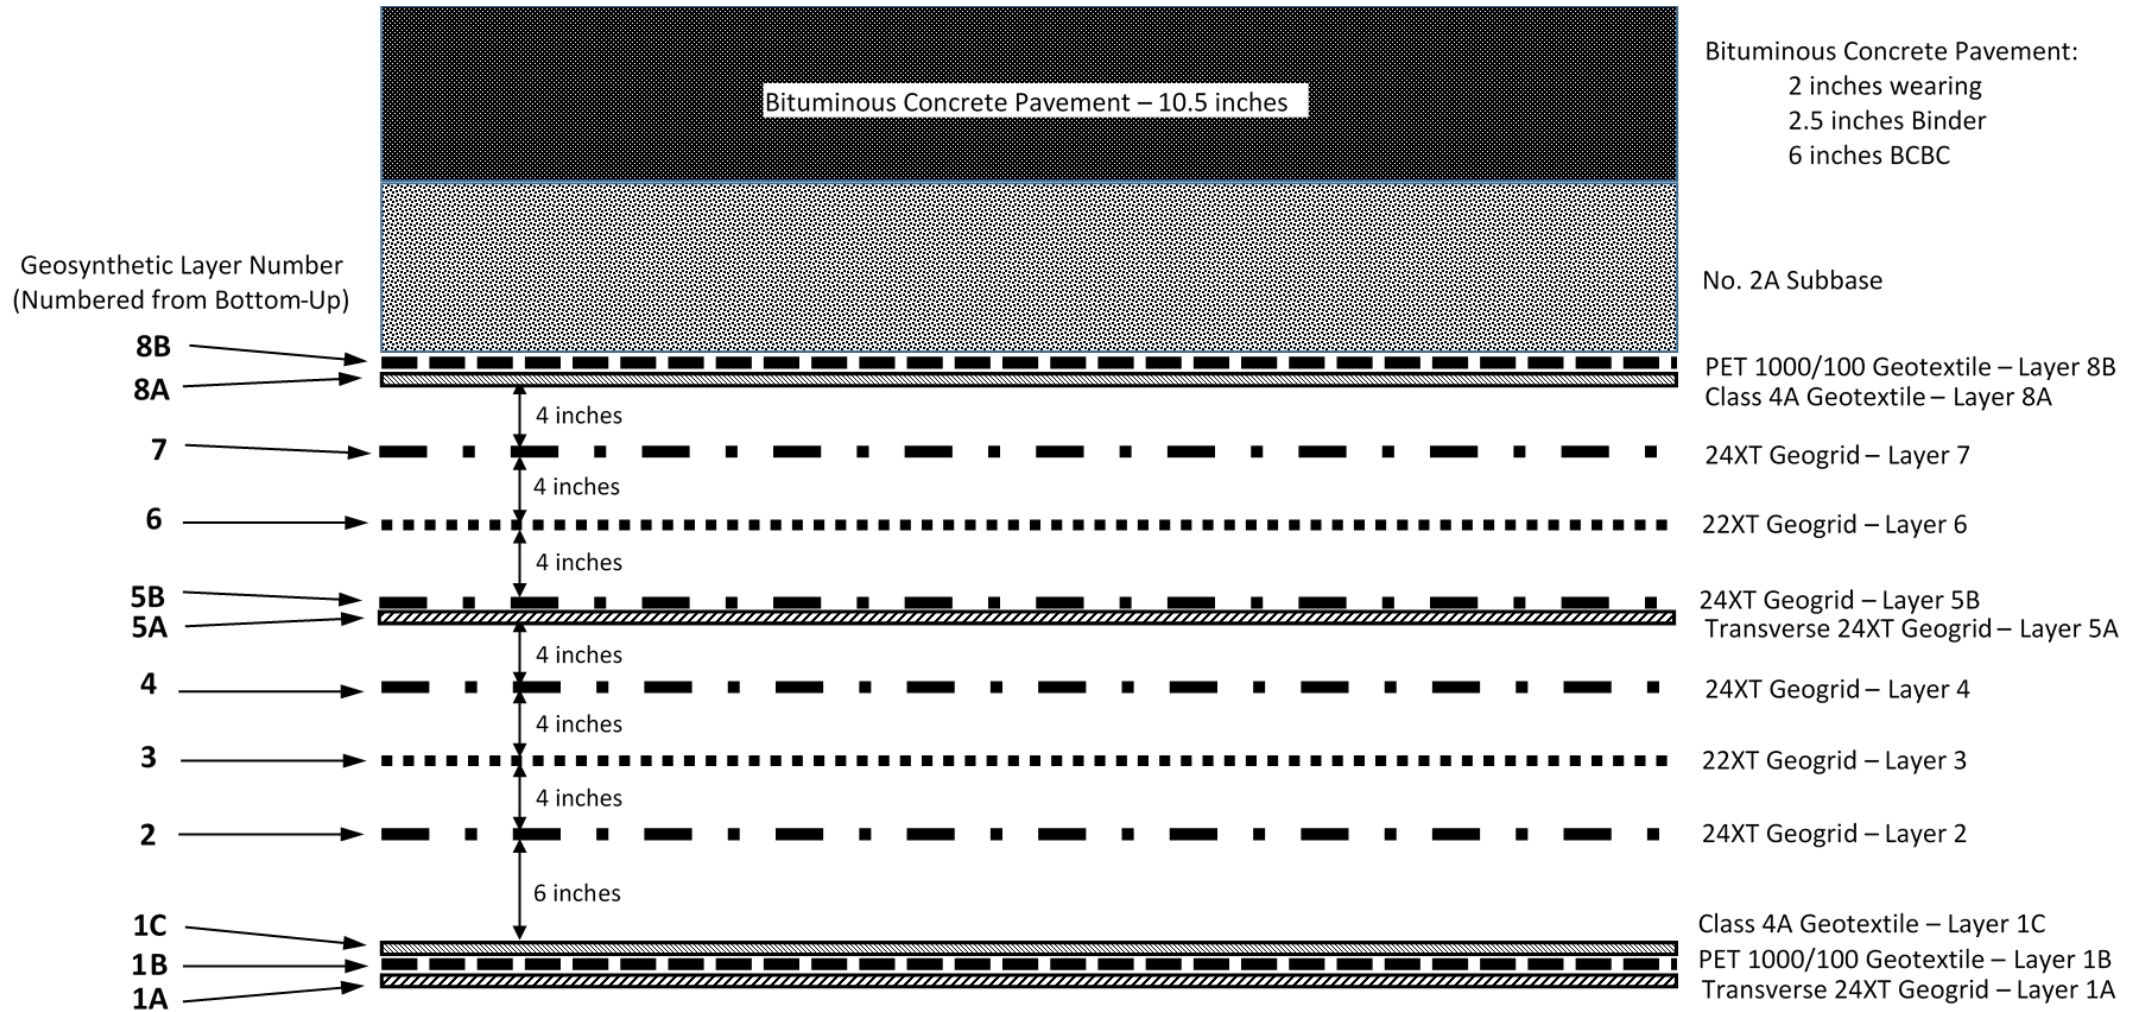 Bituminous Concrete Pavement – 10.5 inches
Bituminous Concrete Pavement:
2 inches wearing
2.5 inches Binder
6 inches BCBC
Geosynthetic Layer Number
(Numbered from Bottom-Up)
No. 2A Subbase
8B
PET 1000/100 Geotextile – Layer 8B
8A
Class 4A Geotextile – Layer 8A
4 inches
7
24XT Geogrid – Layer 7
4 inches
6
22XT Geogrid – Layer 6
4 inches
5B
24XT Geogrid – Layer 5B
5A
Transverse 24XT Geogrid – Layer 5A
4 inches
4
24XT Geogrid – Layer 4
4 inches
3
22XT Geogrid – Layer 3
4 inches
2
24XT Geogrid – Layer 2
6 inches
1C
Class 4A Geotextile – Layer 1C
1B
PET 1000/100 Geotextile – Layer 1B
1A
Transverse 24XT Geogrid – Layer 1A